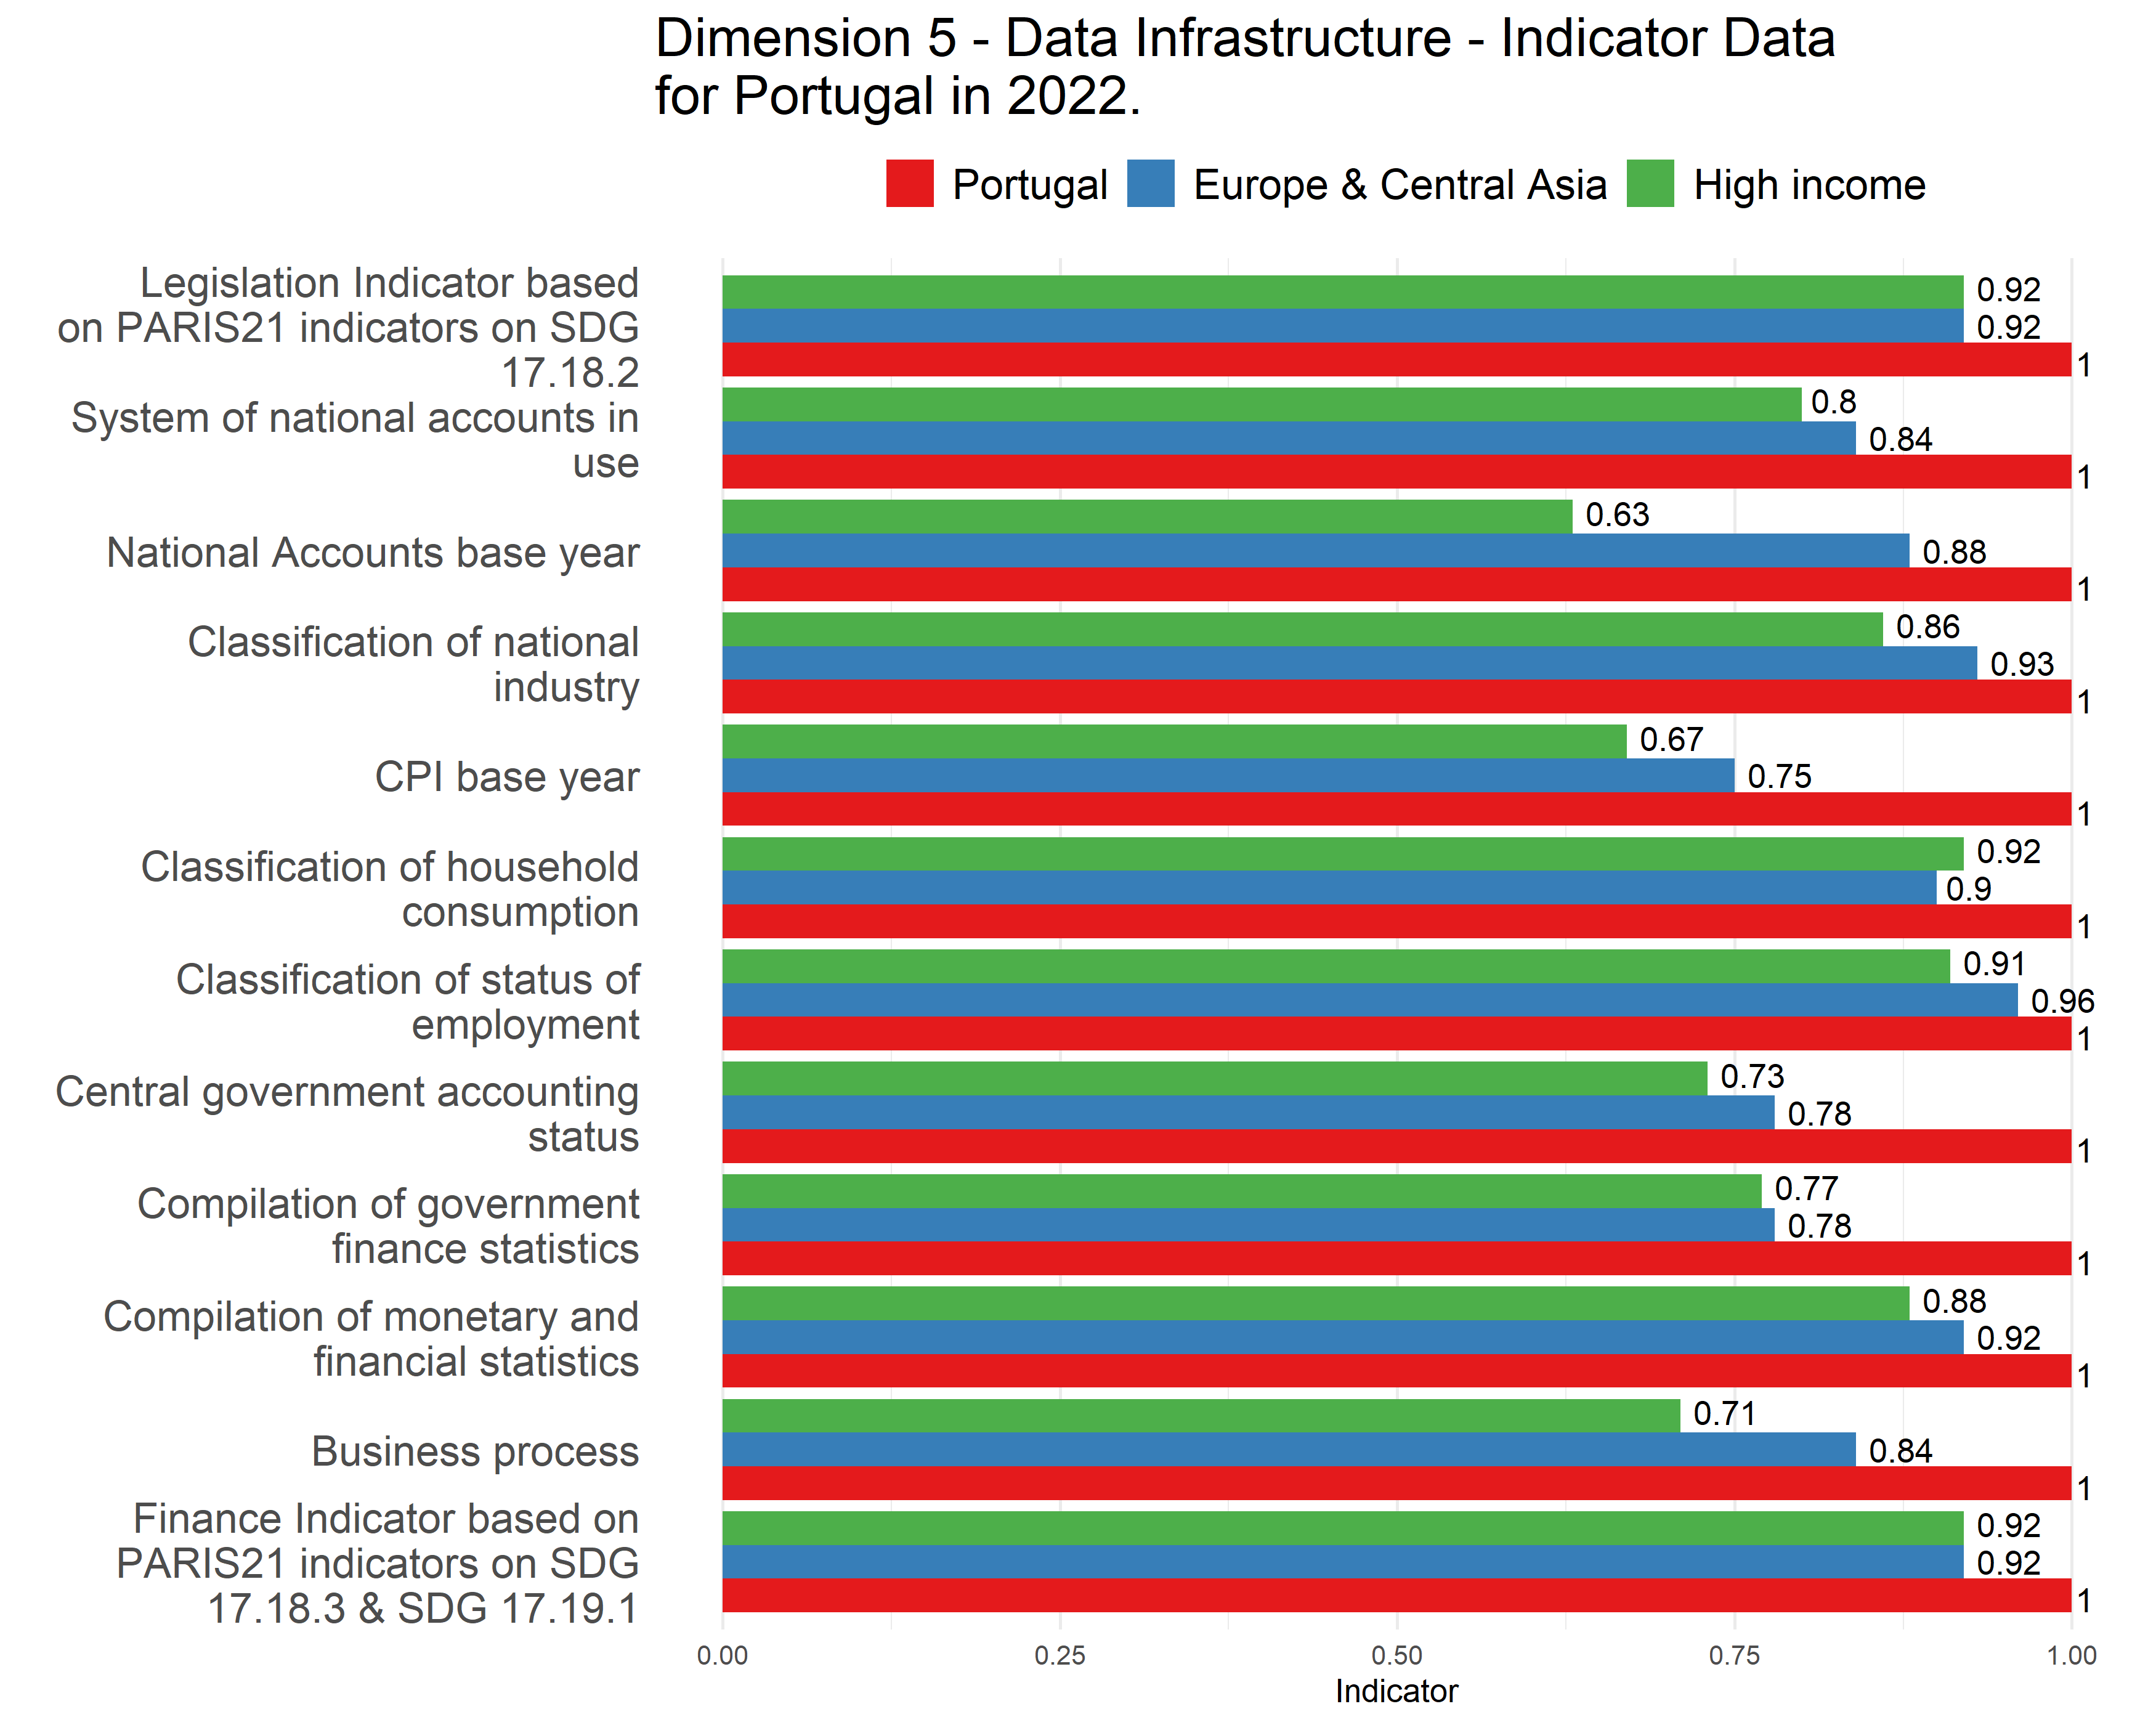 Dimension 5 - Data Infrastructure - Indicator Data
for Portugal in 2022.
Portugal
Europe & Central Asia
High income
Legislation Indicator based
on PARIS21 indicators on SDG
17.18.2
0.92
0.92
1
System of national accounts in
use
0.8
0.84
1
National Accounts base year
0.63
0.88
1
Classification of national
industry
0.86
0.93
1
CPI base year
0.67
0.75
1
Classification of household
consumption
0.92
0.9
1
Classification of status of
employment
0.91
0.96
1
Central government accounting
status
0.73
0.78
1
Compilation of government
finance statistics
0.77
0.78
1
Compilation of monetary and
financial statistics
0.88
0.92
1
Business process
0.71
0.84
1
Finance Indicator based on
PARIS21 indicators on SDG
17.18.3 & SDG 17.19.1
0.92
0.92
1
0.00
0.25
0.50
0.75
1.00
Indicator